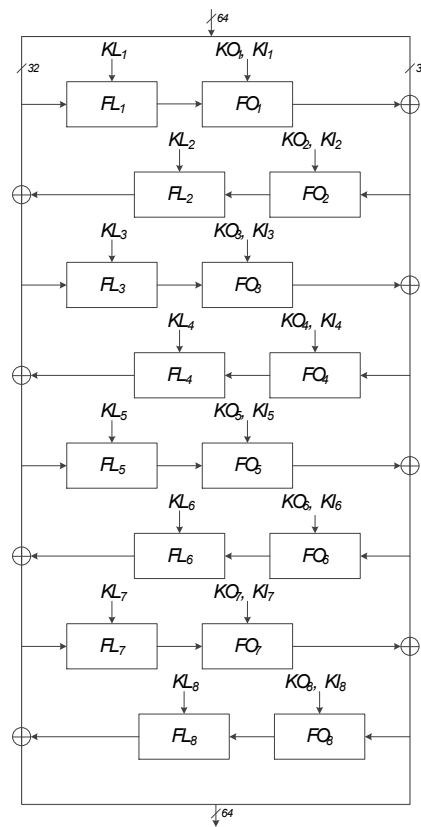 64
KL1 KO1, KI1
32 3
FL1 FO1
KL2 KO2, KI2
FL2 FO2
KL3 KO3, KI3
FL3 FO3
KL4 KO4, KI4
FL4 FO4
KL5 KO5, KI5
FL5 FO5
KL6 KO6, KI6
FL6 FO6
KL7 KO7, KI7
FL7 FO7
KL8 KO8, KI8
FL8 FO8
64